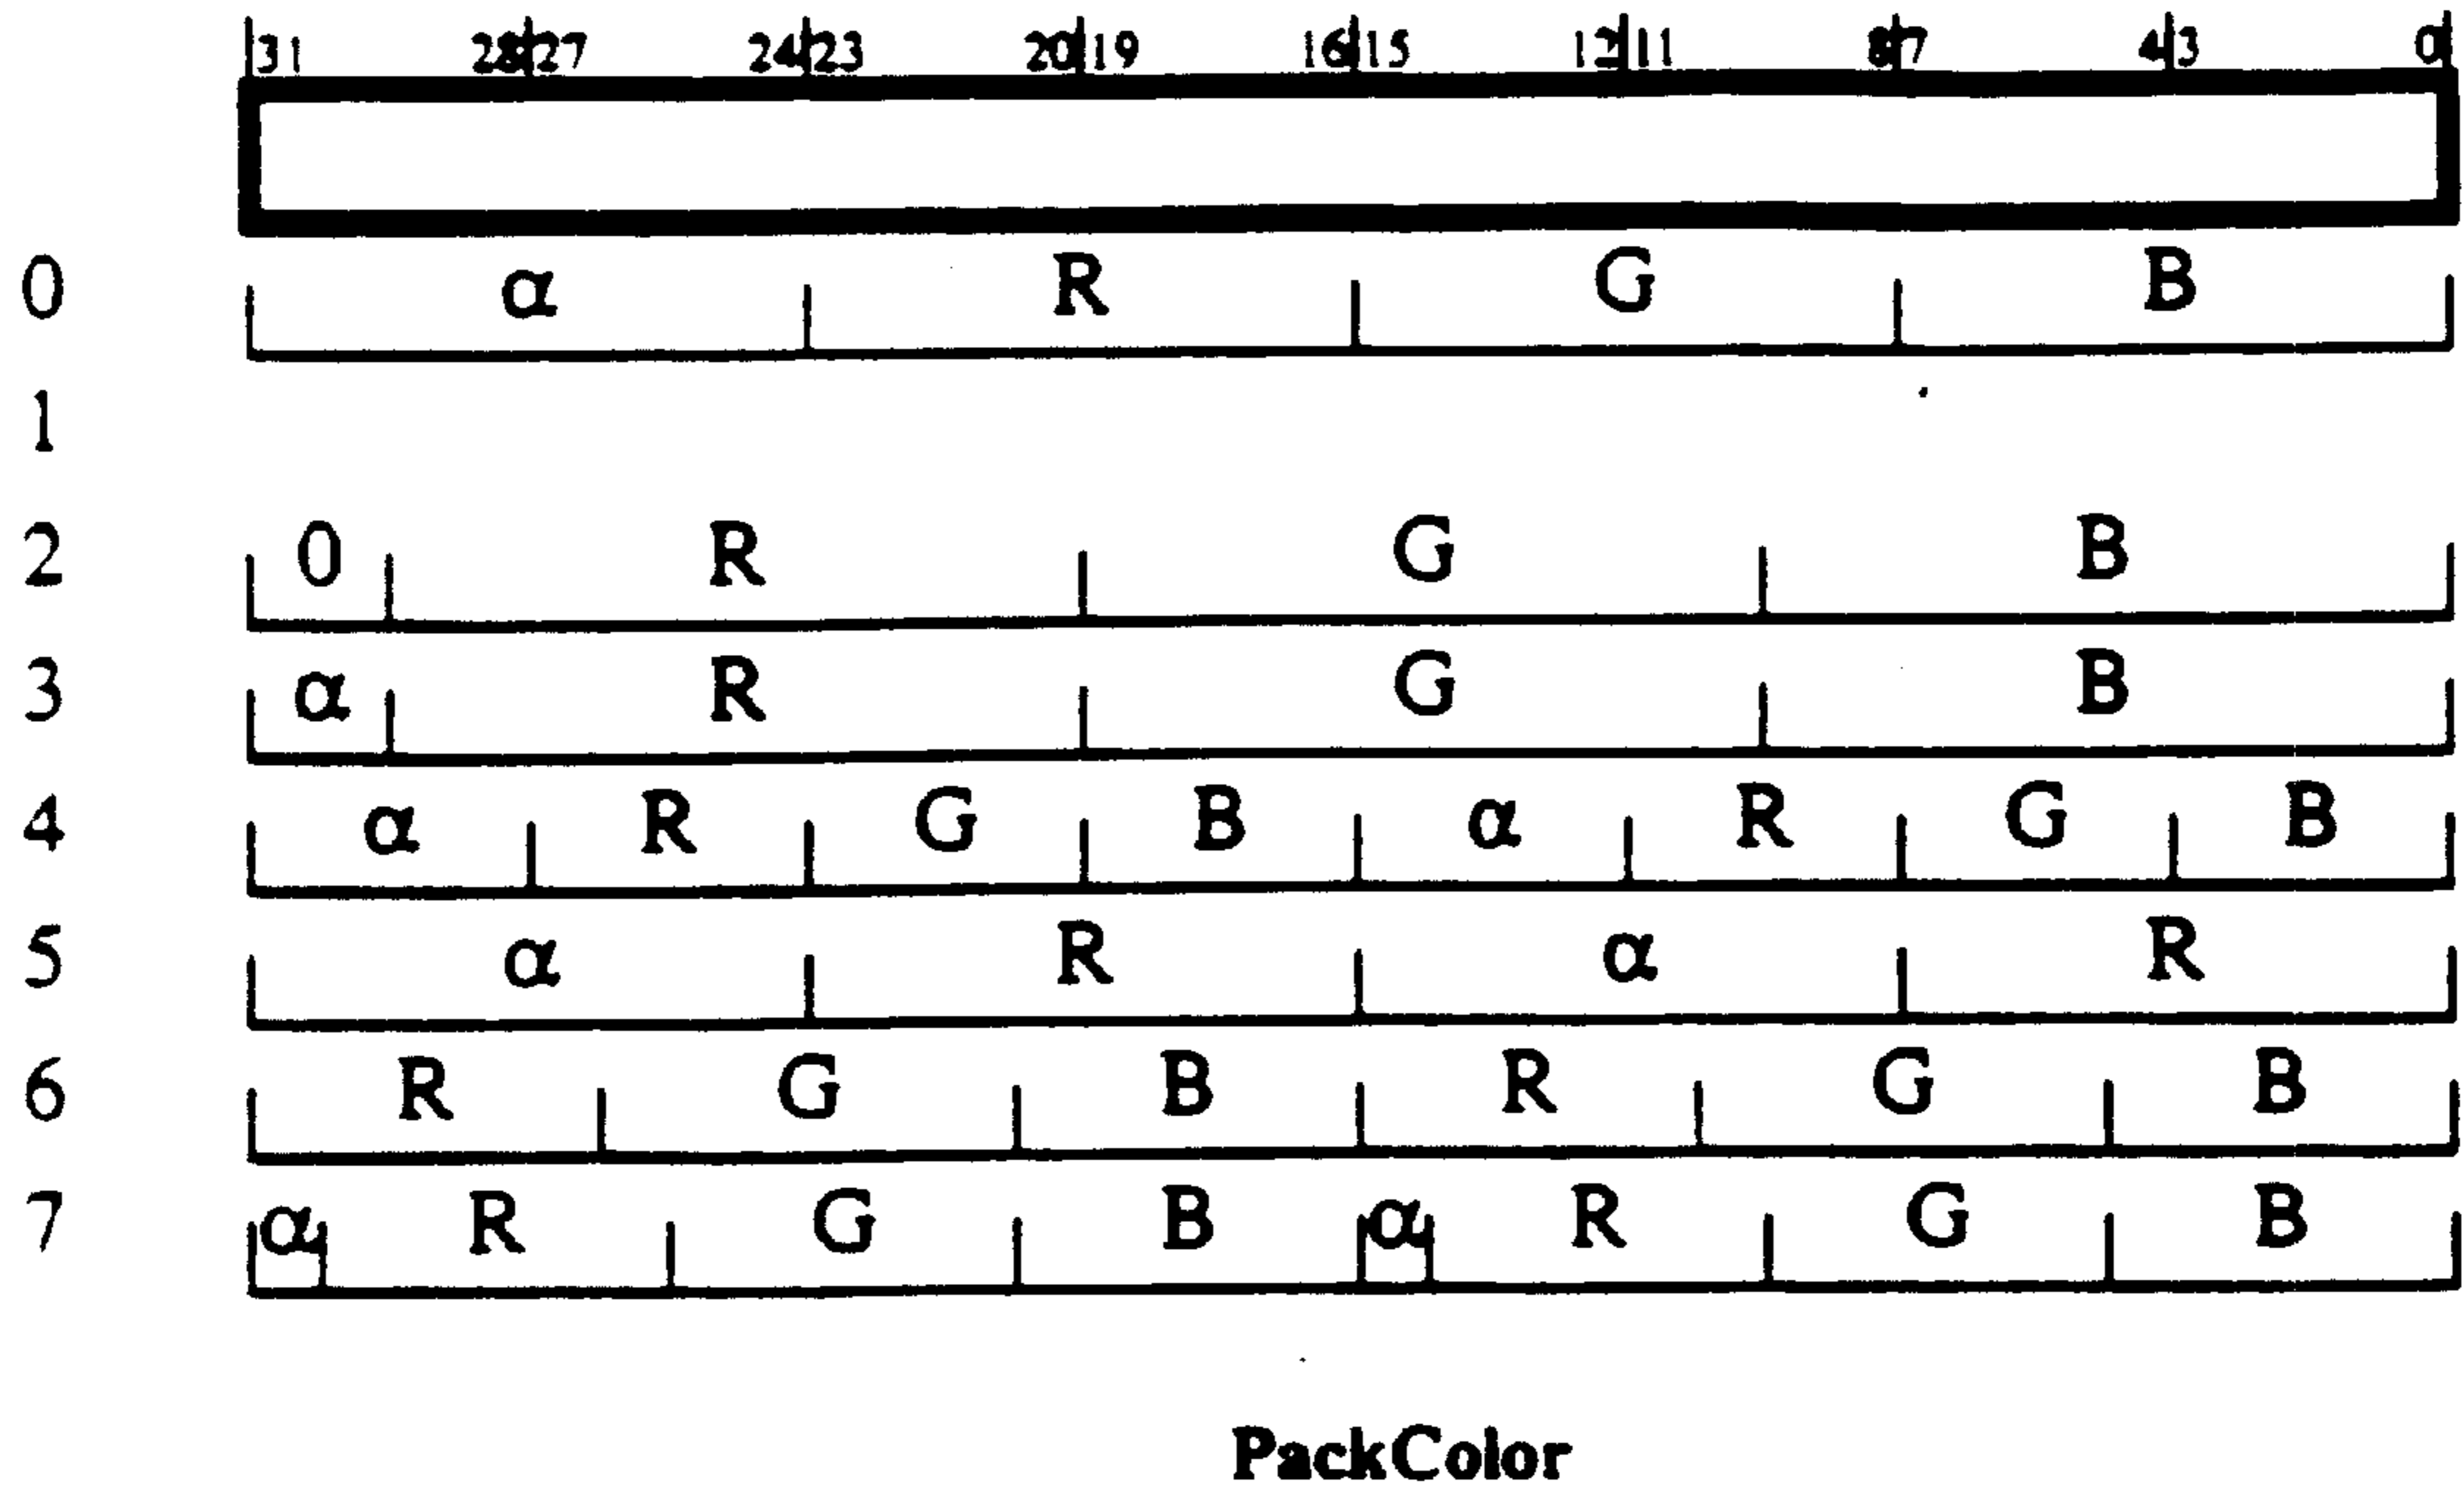 31 28 27 24 23 20 19 16 15 12 11 8 7 4 3 0
0 α R G B
1
2 0 R G B
3 α R G B
4 α R G B α R G B
5 α R α R
6 R G B R G B
7 α R G B α R G B
PackColor